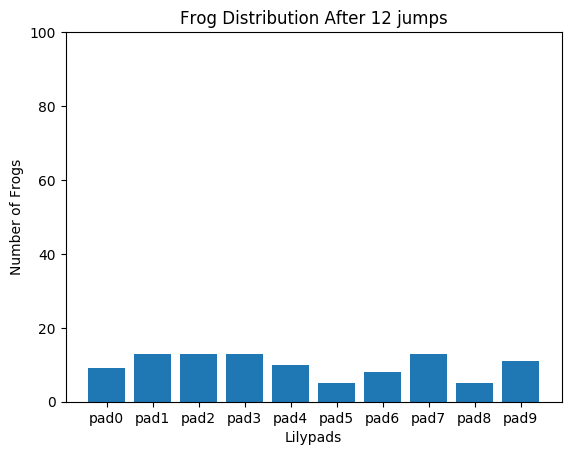 Frog Distribution After 12 jumps
100
80
60
40
20
0
Number of Frogs
pad0 pad1 pad2 pad3 pad4 pad5 pad6 pad7 pad8 pad9
Lilypads